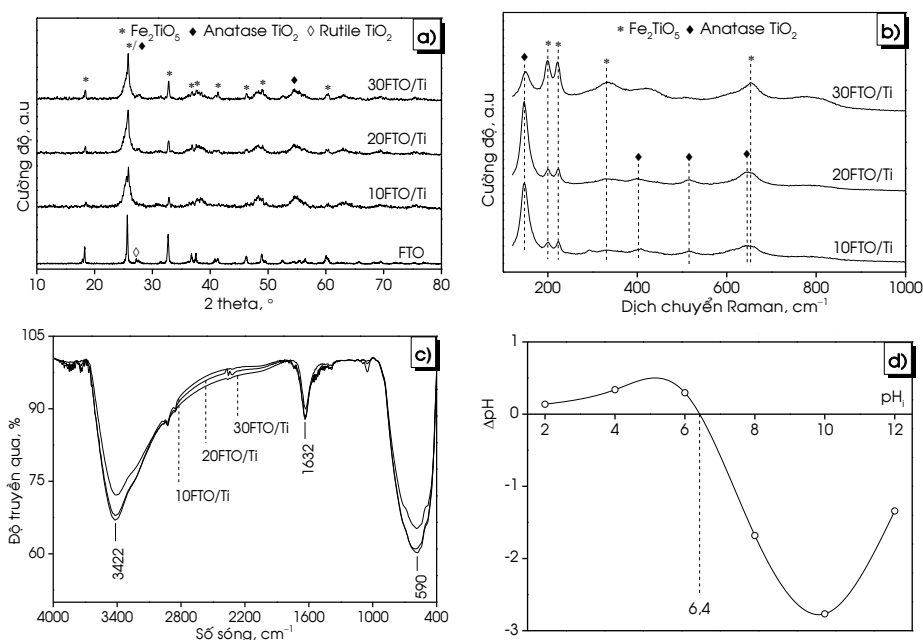 * Fe₂TiO₅ ♦ Anatase TiO₂ ◊ Rutile TiO₂
a)
*/♦
30FTO/Ti
20FTO/Ti
10FTO/Ti
FTO
Cường độ, a.u
10 20 30 40 50 60 70 80
2 theta, °
* Fe₂TiO₅ ♦ Anatase TiO₂
b)
30FTO/Ti
20FTO/Ti
10FTO/Ti
Cường độ, a.u
200 400 600 800 1000
Dịch chuyển Raman, cm⁻¹
c)
105
90
75
60
Độ truyền qua, %
30FTO/Ti
20FTO/Ti
10FTO/Ti
3422
1632
590
4000 3400 2800 2200 1600 1000 400
Số sóng, cm⁻¹
d)
1
0
-1
-2
-3
ΔpH
pHᵢ
2 4 6 8 10 12
6,4